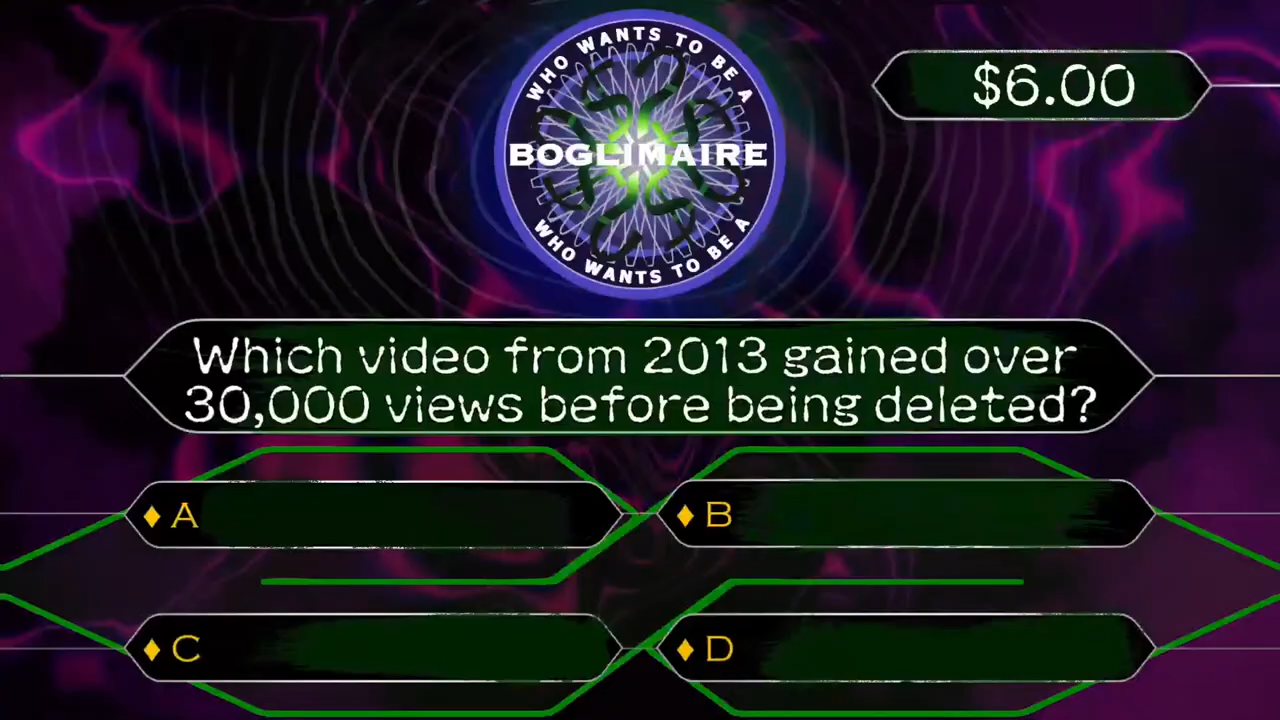 WHO WANTS TO BE A
BOGLIMAIRE
WHO WANTS TO BE A
$6.00
Which video from 2013 gained over
30,000 views before being deleted?
A
B
C
D